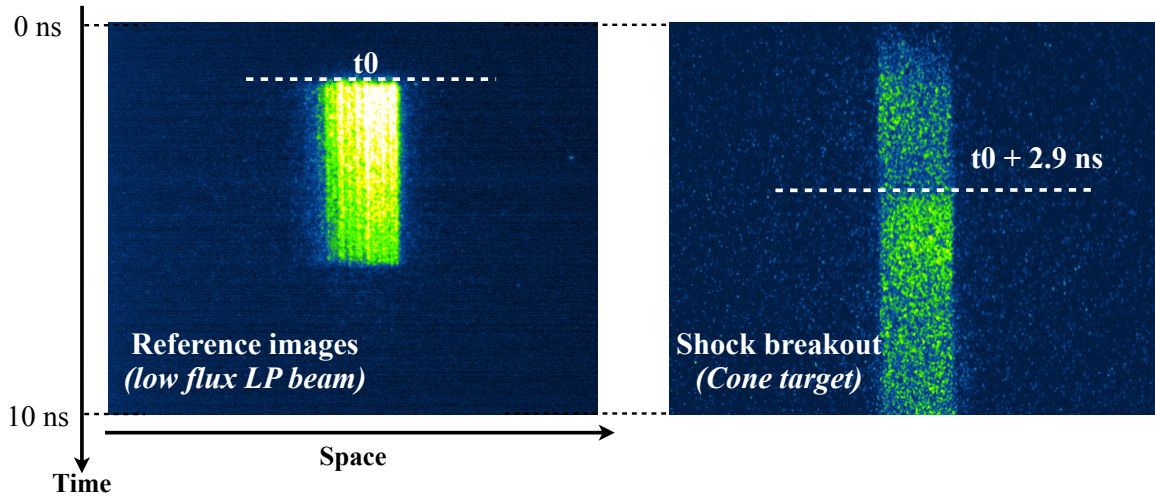 0 ns
t0
t0 + 2.9 ns
Reference images
(low flux LP beam)
Shock breakout
(Cone target)
10 ns
Space
Time